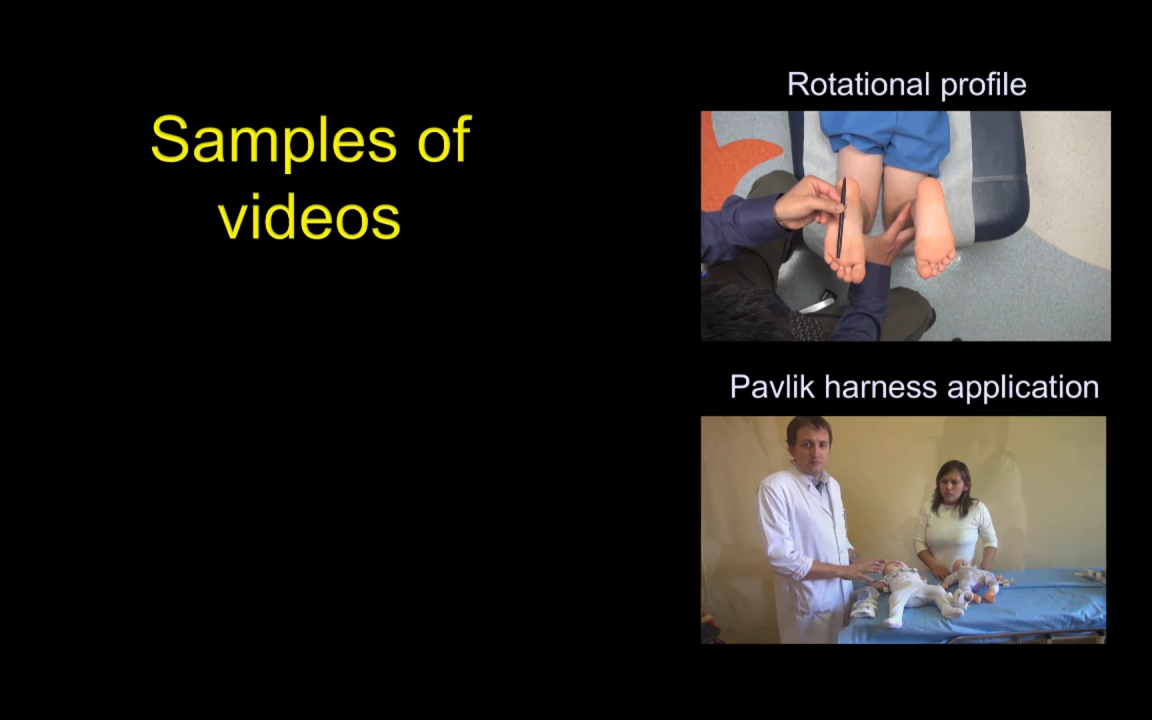 Samples of
videos
Rotational profile
Pavlik harness application